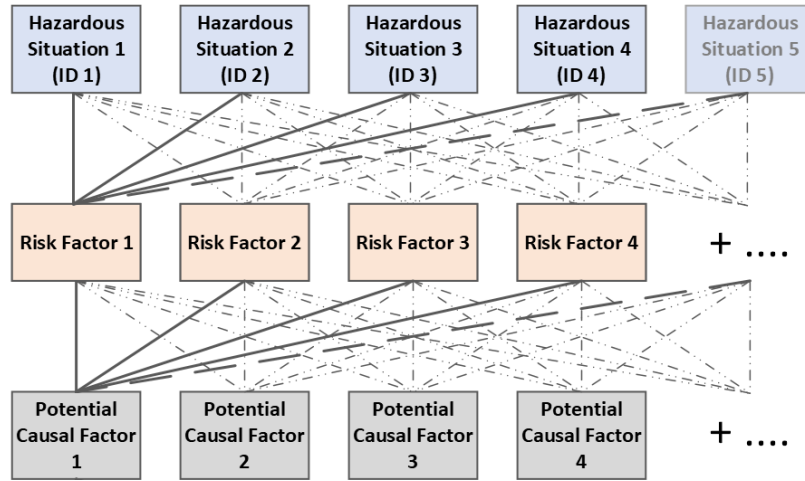 Hazardous
Situation 1
(ID 1)
Hazardous
Situation 2
(ID 2)
Hazardous
Situation 3
(ID 3)
Hazardous
Situation 4
(ID 4)
Hazardous
Situation 5
(ID 5)
Risk Factor 1
Risk Factor 2
Risk Factor 3
Risk Factor 4
+ ....
Potential
Causal Factor
1
Potential
Causal Factor
2
Potential
Causal Factor
3
Potential
Causal Factor
4
+ ....